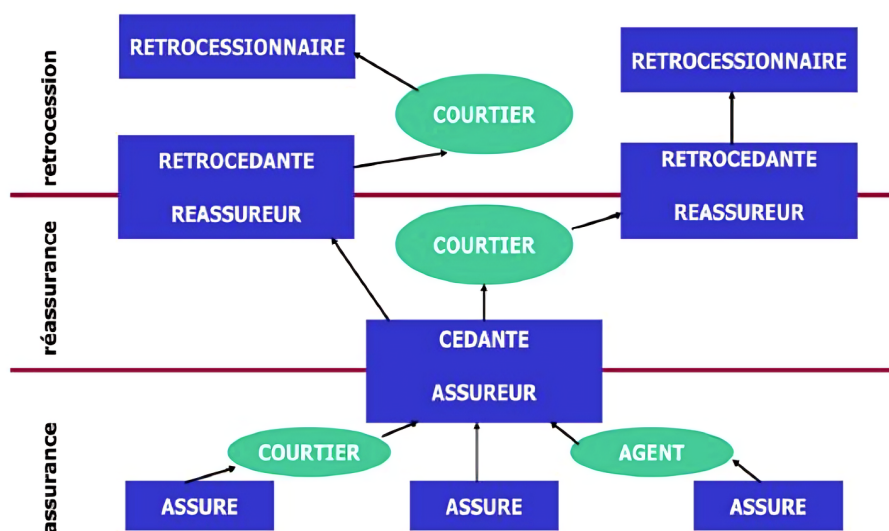 retrocession
RETROCESSIONNAIRE
RETROCESSIONNAIRE
COURTIER
RETROCEDANTE
REASSUREUR
RETROCEDANTE
REASSUREUR
réassurance
COURTIER
CEDANTE
ASSUREUR
assurance
COURTIER
AGENT
ASSURE
ASSURE
ASSURE